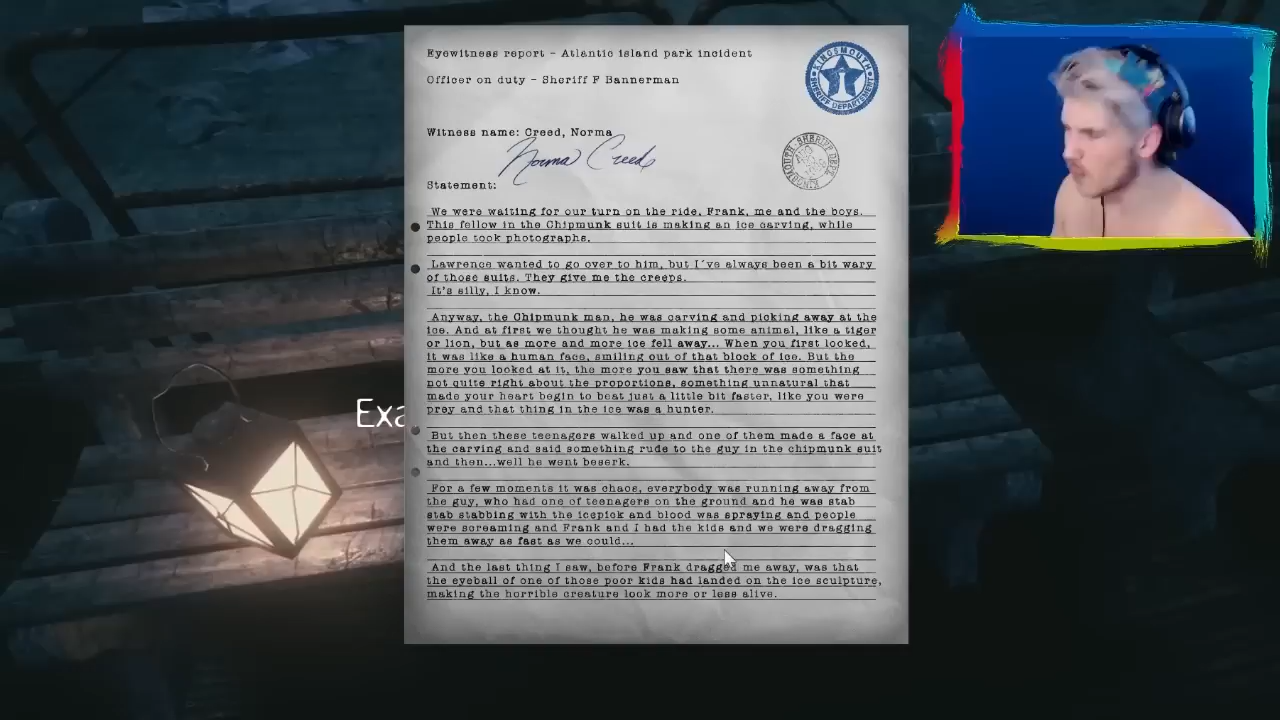 Eyewitness report - Atlantic island park incident
Officer on duty - Sheriff F Bannerman
KINGSMOUTH
SHERIFF DEPARTEMENT
Witness name: Creed, Norma
Norma Creed
Statement:
We were waiting for our turn on the ride, Frank, me and the boys.
This fellow in the Chipmunk suit is making an ice carving, while
people took photographs.
Lawrence wanted to go over to him, but I´ve always been a bit wary
of those suits. They give me the creeps.
It's silly, I know.
Anyway, the Chipmunk man, he was carving and picking away at the
ice. And at first we thought he was making some animal, like a tiger
or lion, but as more and more ice fell away... When you first looked,
it was like a human face, smiling out of that block of ice. But the
more you looked at it, the more you saw that there was something
not quite right about the proportions, something unnatural that
made your heart begin to beat just a little bit faster, like you were
prey and that thing in the ice was a hunter.
Exa
But then these teenagers walked up and one of them made a face at
the carving and said something rude to the guy in the chipmunk suit
and then...well he went beserk.
For a few moments it was chaos, everybody was running away from
the guy, who had one of teenagers on the ground and he was stab
stab stabbing with the icepick and blood was spraying and people
were screaming and Frank and I had the kids and we were dragging
them away as fast as we could...
And the last thing I saw, before Frank dragged me away, was that
the eyeball of one of those poor kids had landed on the ice sculpture,
making the horrible creature look more or less alive.